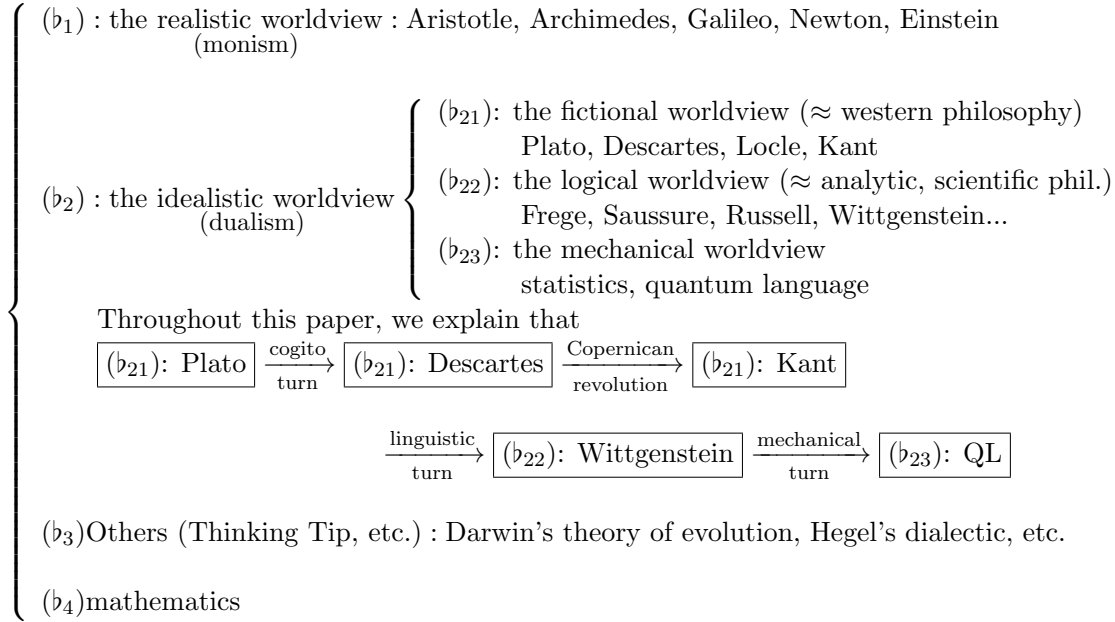 (♭₁) : the realistic worldview : Aristotle, Archimedes, Galileo, Newton, Einstein
(monism)
(♭₂₁): the fictional worldview (≈ western philosophy)
Plato, Descartes, Locle, Kant
(♭₂) : the idealistic worldview
(dualism)
(♭₂₂): the logical worldview (≈ analytic, scientific phil.)
Frege, Saussure, Russell, Wittgenstein...
(♭₂₃): the mechanical worldview
statistics, quantum language
Throughout this paper, we explain that
(♭₂₁): Plato cogito turn → (♭₂₁): Descartes Copernican revolution → (♭₂₁): Kant
linguistic turn → (♭₂₂): Wittgenstein mechanical turn → (♭₂₃): QL
(♭₃)Others (Thinking Tip, etc.) : Darwin's theory of evolution, Hegel's dialectic, etc.
(♭₄)mathematics